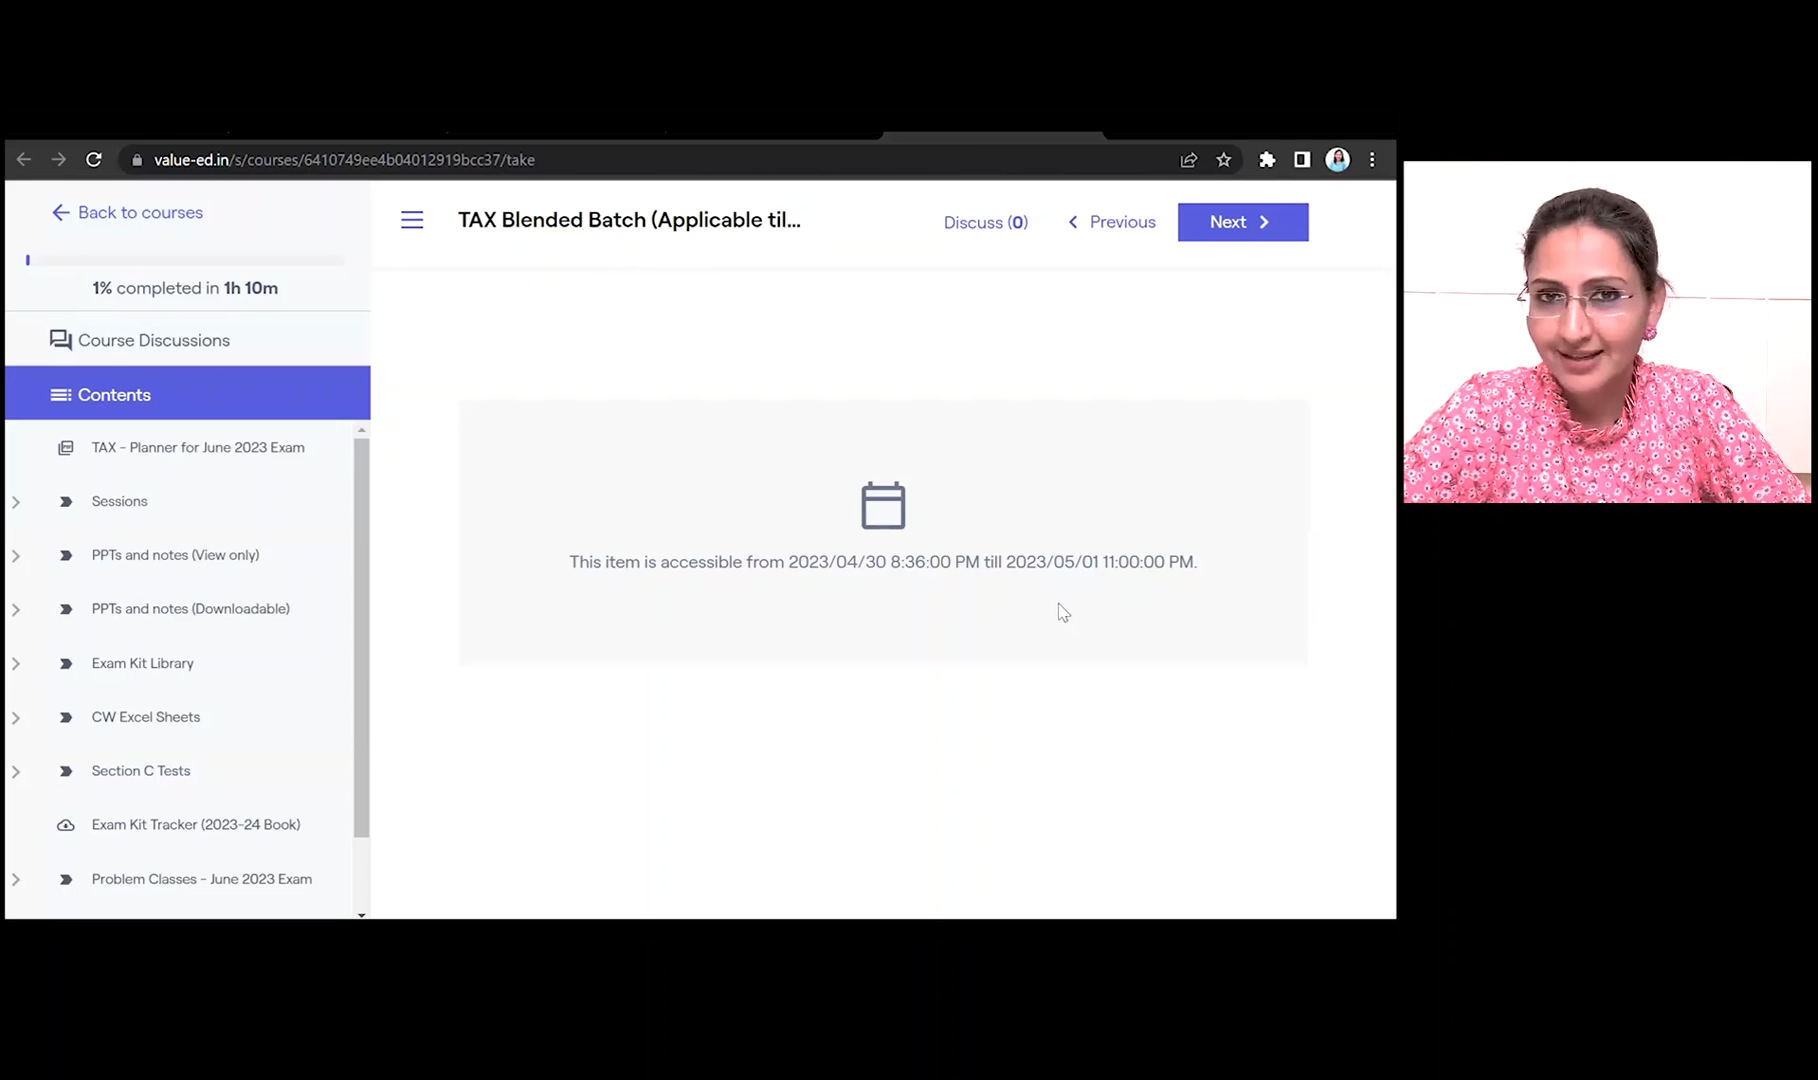 value-ed.in/s/courses/6410749ee4b04012919bcc37/take
Back to courses
1% completed in 1h 10m
Course Discussions
Contents
TAX - Planner for June 2023 Exam
Sessions
PPTs and notes (View only)
PPTs and notes (Downloadable)
Exam Kit Library
CW Excel Sheets
Section C Tests
Exam Kit Tracker (2023-24 Book)
Problem Classes - June 2023 Exam
TAX Blended Batch (Applicable til...
Discuss (0)
Previous
Next
This item is accessible from 2023/04/30 8:36:00 PM till 2023/05/01 11:00:00 PM.